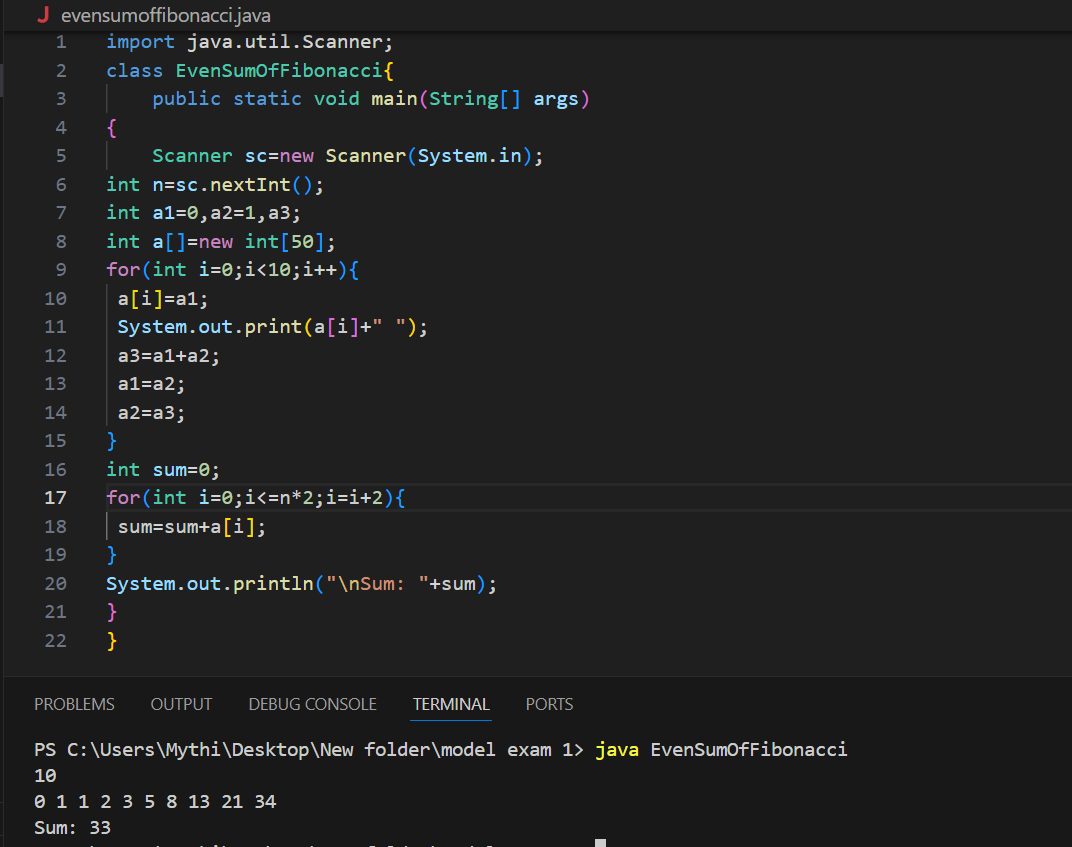 J evensumoffibonacci.java
1 import java.util.Scanner;
2 class EvenSumOfFibonacci{
3 public static void main(String[] args)
4 {
5 Scanner sc=new Scanner(System.in);
6 int n=sc.nextInt();
7 int a1=0,a2=1,a3;
8 int a[]=new int[50];
9 for(int i=0;i<10;i++){
10 a[i]=a1;
11 System.out.print(a[i]+" ");
12 a3=a1+a2;
13 a1=a2;
14 a2=a3;
15 }
16 int sum=0;
17 for(int i=0;i<=n*2;i=i+2){
18 sum=sum+a[i];
19 }
20 System.out.println("\nSum: "+sum);
21 }
22 }
PROBLEMS OUTPUT DEBUG CONSOLE TERMINAL PORTS
PS C:\Users\Mythi\Desktop\New folder\model exam 1> java EvenSumOfFibonacci
10
0 1 1 2 3 5 8 13 21 34
Sum: 33